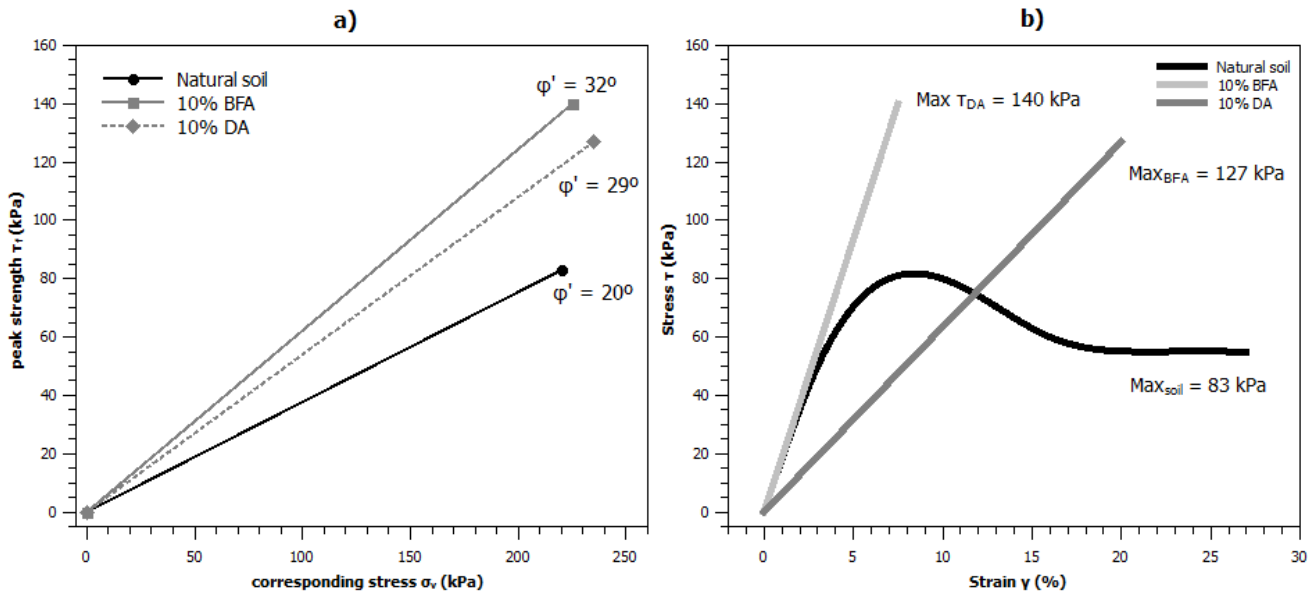 a)
160
140
120
100
80
60
40
20
0
peak strength τf (kPa)
Natural soil
10% BFA
10% DA
φ' = 32º
φ' = 29º
φ' = 20º
0 50 100 150 200 250
corresponding stress σv (kPa)
b)
160
140
120
100
80
60
40
20
0
Stress τ (kPa)
Natural soil
10% BFA
10% DA
Max τDA = 140 kPa
MaxBFA = 127 kPa
Maxsoil = 83 kPa
0 5 10 15 20 25 30
Strain γ (%)